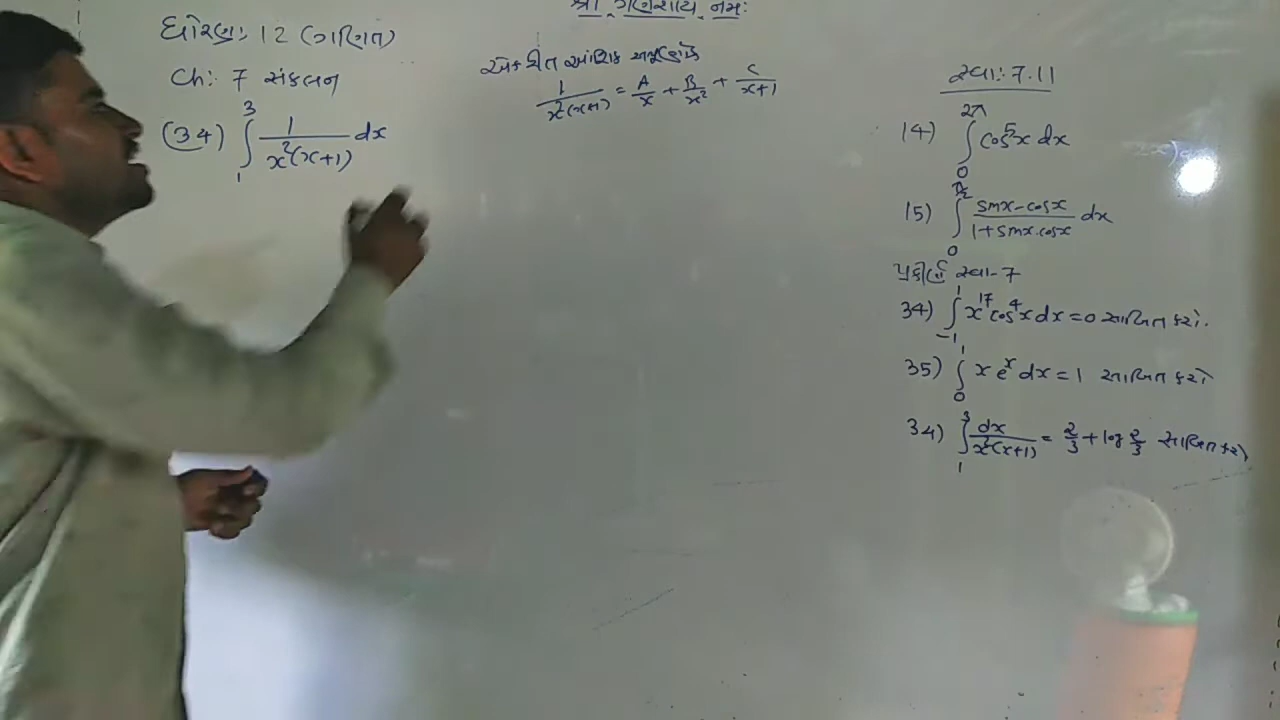 શ્રી ગણેશાય નમઃ
ધોરણ: 12 (ગણિત)
Ch: 7 સંકલન
(34) ∫₁³ 1/(x²(x+1)) dx
આંશિક
1/(x²(x+1)) = A/x + B/x² + C/(x+1)
સ્વા: 7.11
14) ∫₀^(2π) cos⁵x dx
15) ∫₀^(π/2) (sinx-cosx)/(1+sinx.cosx) dx
પ્રકીર્ણ સ્વા-7
34) ∫₋₁¹ x¹⁷ cos⁴x dx = 0 સાબિત કરો.
35) ∫₀¹ x eˣ dx = 1 સાબિત કરો
34) ∫₁³ dx/(x²(x+1)) = 2/3 + log 2/3 સાબિત કરો